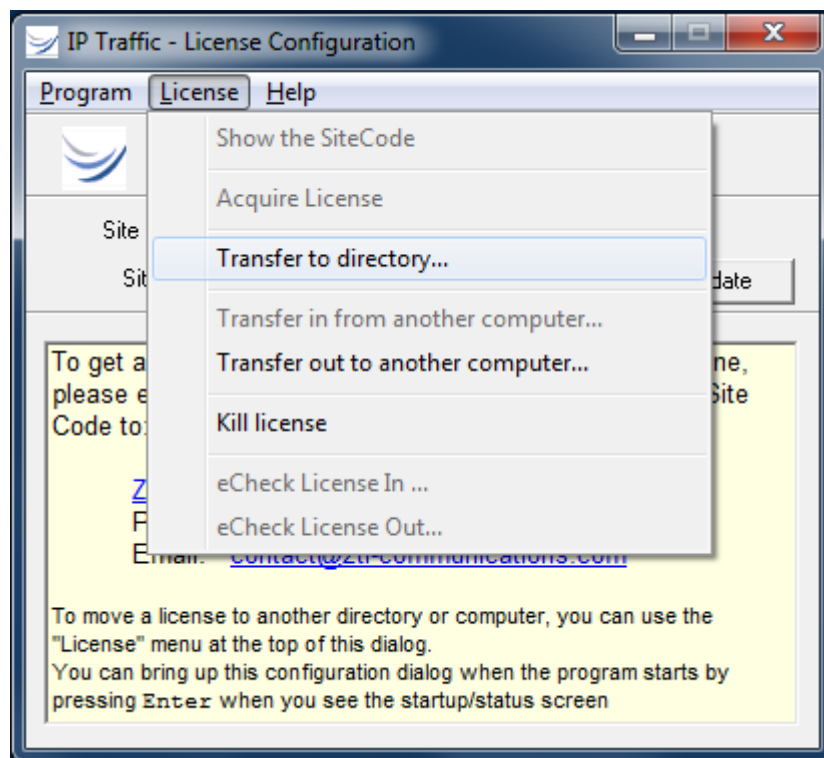 IP Traffic - License Configuration
Program License Help
Show the SiteCode
Acquire License
Site
Transfer to directory...
Sit
date
Transfer in from another computer...
To get a
ne,
Transfer out to another computer...
please e
Site
Code to:
Kill license
eCheck License In ...
Z
eCheck License Out...
P
Email: contact@zti-communications.com
To move a license to another directory or computer, you can use the
"License" menu at the top of this dialog.
You can bring up this configuration dialog when the program starts by
pressing Enter when you see the startup/status screen